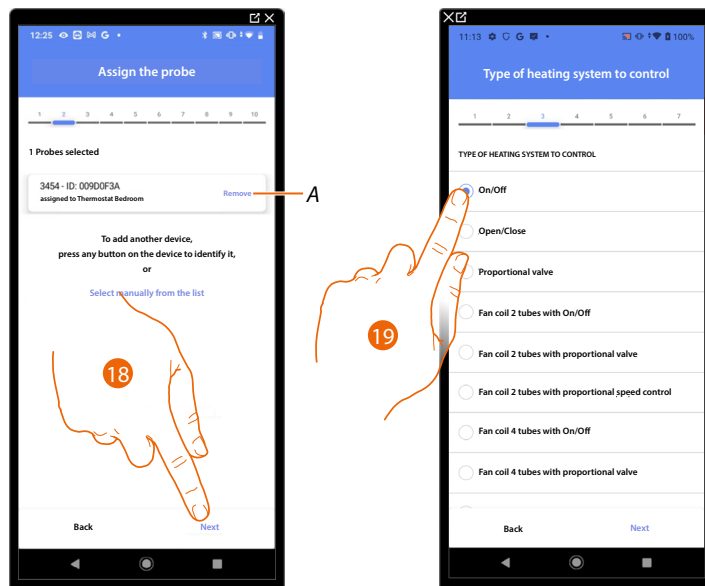 12:25
Assign the probe
1 2 3 4 5 6 7 8 9 10
1 Probes selected
3454 - ID: 009D0F3A
assigned to Thermostat Bedroom
Remove
A
To add another device,
press any button on the device to identify it,
or
Select manually from the list
18
Back Next
11:13 100%
Type of heating system to control
1 2 3 4 5 6 7
TYPE OF HEATING SYSTEM TO CONTROL
On/Off
Open/Close
Proportional valve
Fan coil 2 tubes with On/Off
Fan coil 2 tubes with proportional valve
Fan coil 2 tubes with proportional speed control
Fan coil 4 tubes with On/Off
Fan coil 4 tubes with proportional valve
19
Back Next